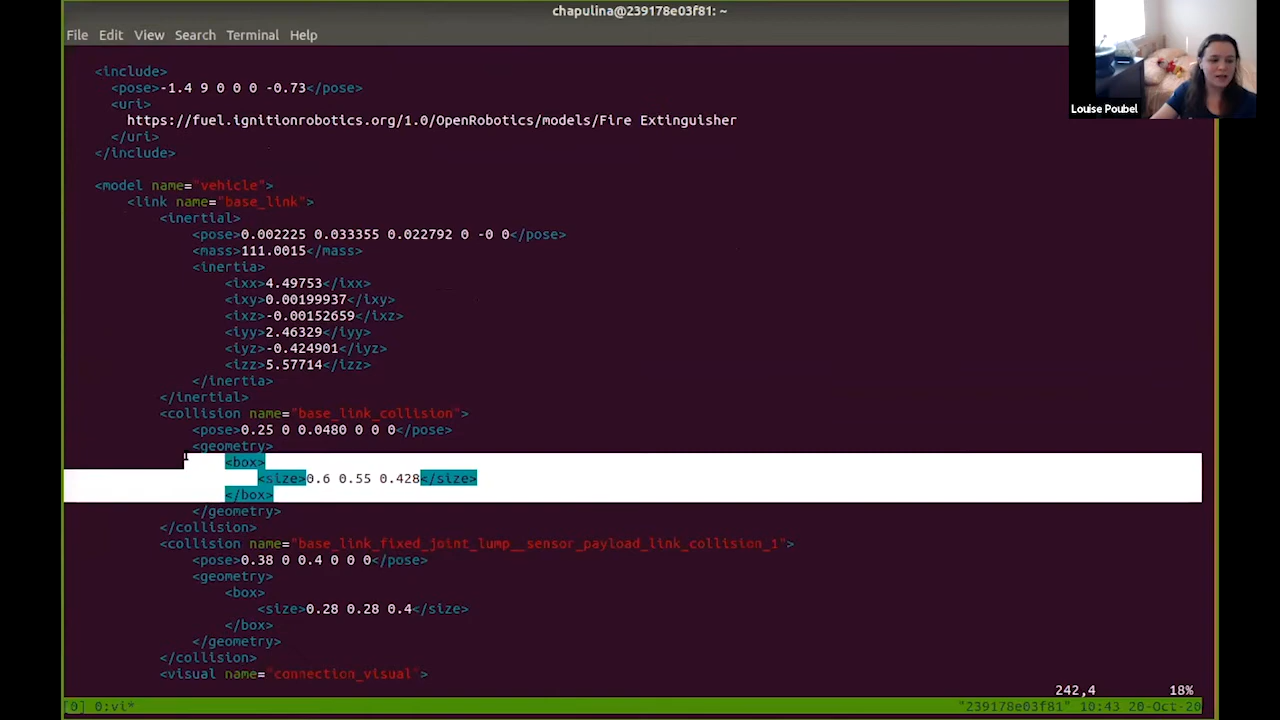 chapulina@239178e03f81: ~
File Edit View Search Terminal Help
Louise Poubel
<include>
<pose>-1.4 9 0 0 0 -0.73</pose>
<uri>
https://fuel.ignitionrobotics.org/1.0/OpenRobotics/models/Fire Extinguisher
</uri>
</include>
<model name="vehicle">
<link name="base_link">
<inertial>
<pose>0.002225 0.033355 0.022792 0 -0 0</pose>
<mass>111.0015</mass>
<inertia>
<ixx>4.49753</ixx>
<ixy>0.00199937</ixy>
<ixz>-0.00152659</ixz>
<iyy>2.46329</iyy>
<iyz>-0.424901</iyz>
<izz>5.57714</izz>
</inertia>
</inertial>
<collision name="base_link_collision">
<pose>0.25 0 0.0480 0 0 0</pose>
<geometry>
<box>
<size>0.6 0.55 0.428</size>
</box>
</geometry>
</collision>
<collision name="base_link_fixed_joint_lump__sensor_payload_link_collision_1">
<pose>0.38 0 0.4 0 0 0</pose>
<geometry>
<box>
<size>0.28 0.28 0.4</size>
</box>
</geometry>
</collision>
<visual name="connection_visual">
242,4 18%
[0] 0:vi* "239178e03f81" 10:43 20-Oct-20